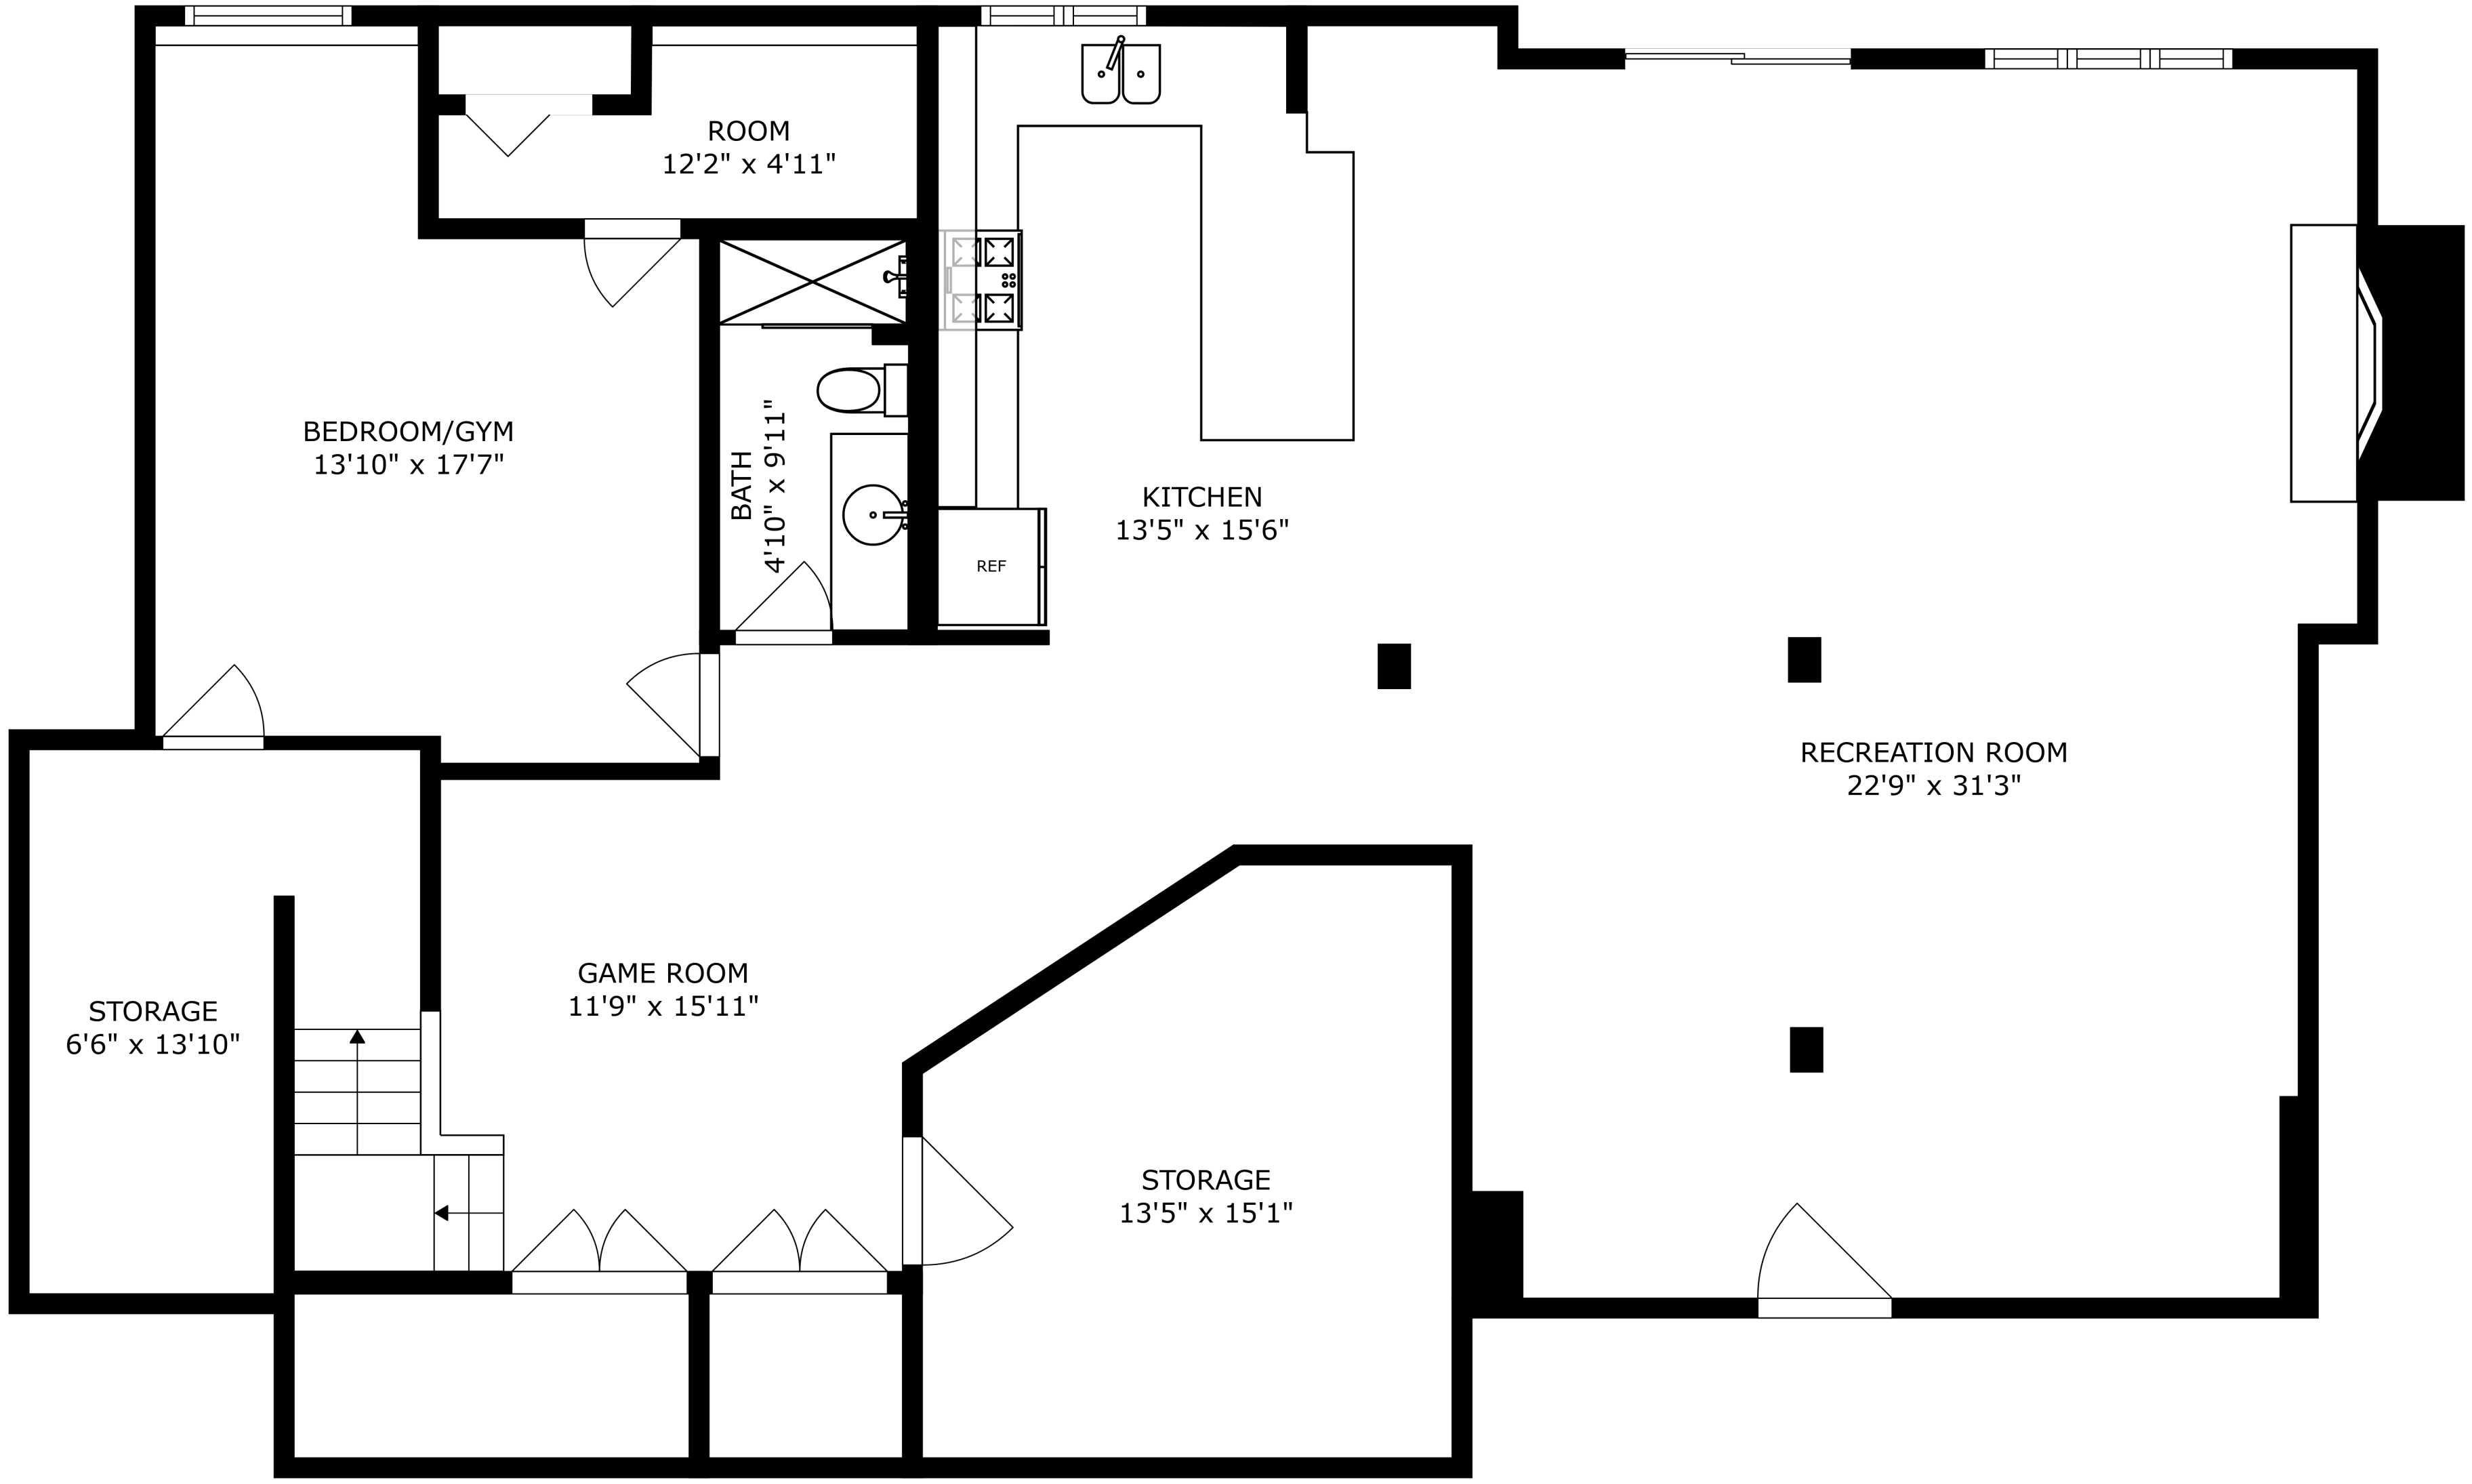 ROOM
12'2" x 4'11"
BEDROOM/GYM
13'10" x 17'7"
BATH
4'10" x 9'11"
KITCHEN
13'5" x 15'6"
REF
RECREATION ROOM
22'9" x 31'3"
GAME ROOM
11'9" x 15'11"
STORAGE
6'6" x 13'10"
STORAGE
13'5" x 15'1"